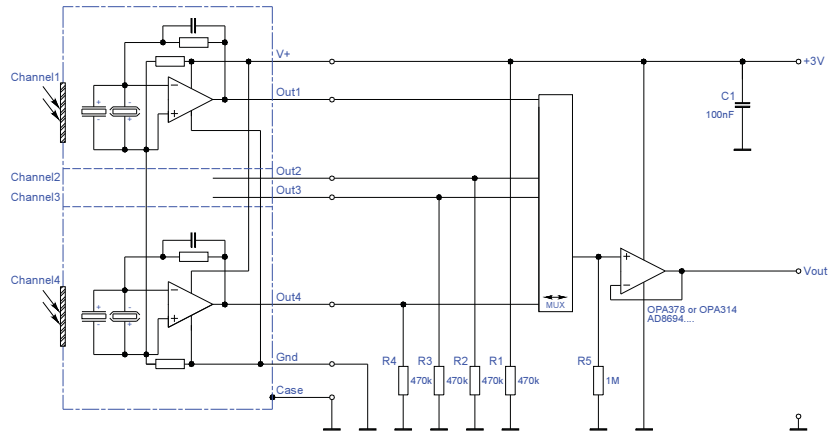 V+
+3V
Channel1
Out1
C1
100nF
+
-
-
+
Channel2
Out2
Channel3
Out3
Channel4
Out4
MUX
Vout
OPA378 or OPA314
AD8694....
Gnd
R4
470k
R3
470k
R2
470k
R1
470k
R5
1M
Case